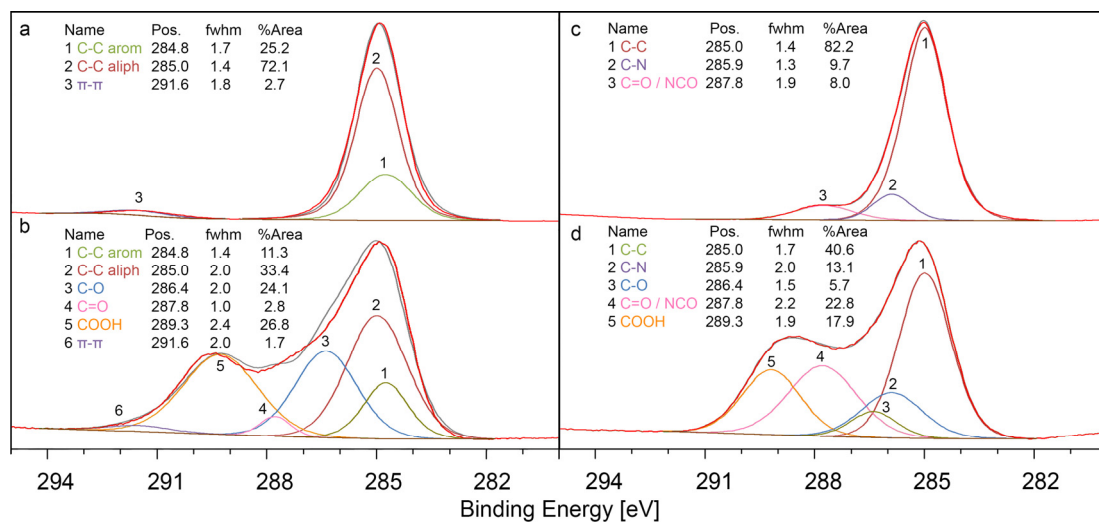 a
Name Pos. fwhm %Area
1 C-C arom 284.8 1.7 25.2
2 C-C aliph 285.0 1.4 72.1
3 π-π 291.6 1.8 2.7
2
1
3
b
Name Pos. fwhm %Area
1 C-C arom 284.8 1.4 11.3
2 C-C aliph 285.0 2.0 33.4
3 C-O 286.4 2.0 24.1
4 C=O 287.8 1.0 2.8
5 COOH 289.3 2.4 26.8
6 π-π 291.6 2.0 1.7
2
3
5
1
4
6
c
Name Pos. fwhm %Area
1 C-C 285.0 1.4 82.2
2 C-N 285.9 1.3 9.7
3 C=O / NCO 287.8 1.9 8.0
1
2
3
d
Name Pos. fwhm %Area
1 C-C 285.0 1.7 40.6
2 C-N 285.9 2.0 13.1
3 C-O 286.4 1.5 5.7
4 C=O / NCO 287.8 2.2 22.8
5 COOH 289.3 1.9 17.9
1
4
5
2
3
294 291 288 285 282 294 291 288 285 282
Binding Energy [eV]